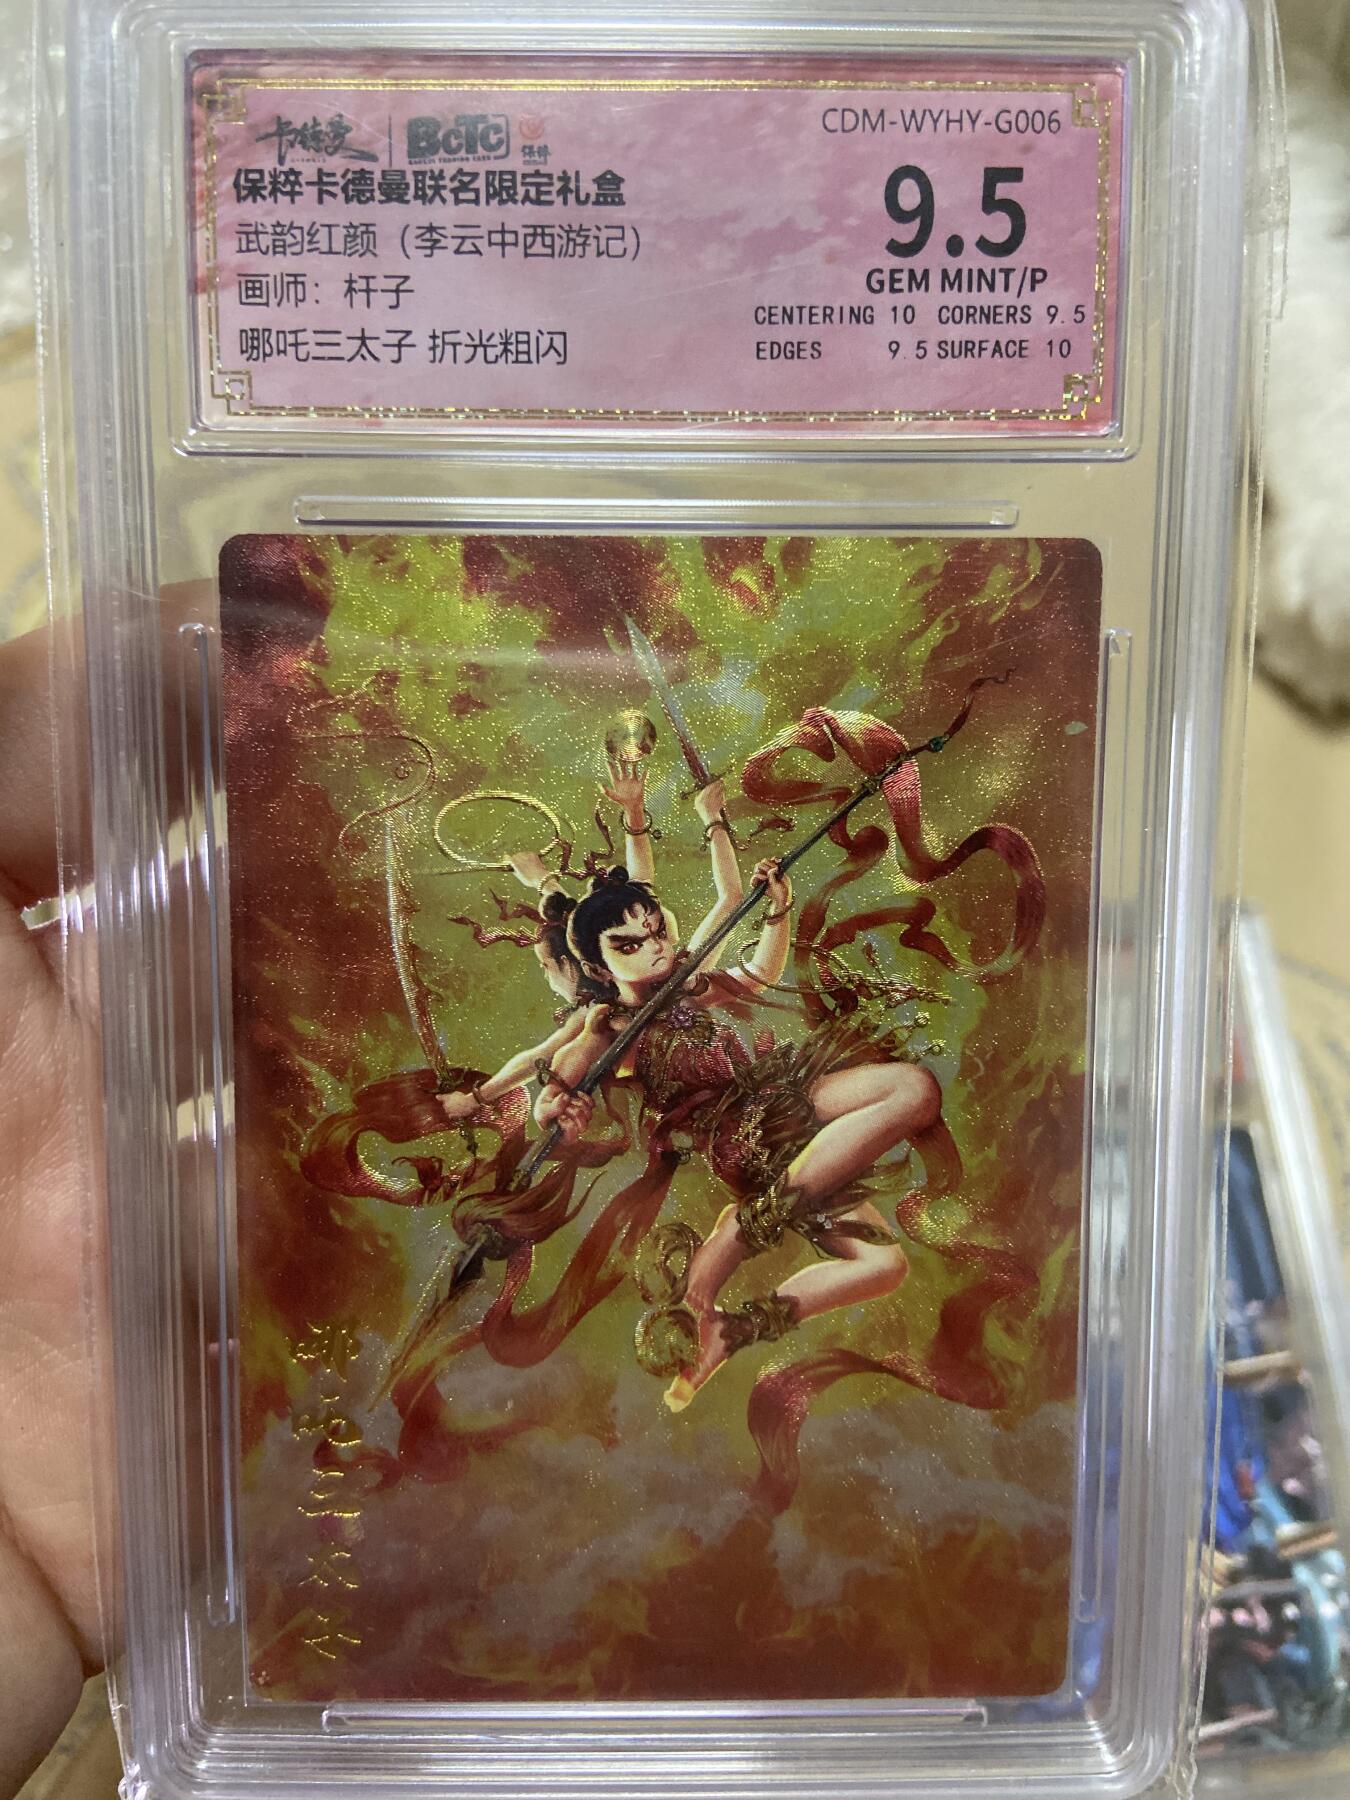 卡德曼 BCTC 保粹
CDM-WYHY-G006
保粹卡德曼联名限定礼盒
武韵红颜（李云中西游记）
画师：杆子
哪吒三太子 折光粗闪
9.5
GEM MINT/P
CENTERING 10 CORNERS 9.5
EDGES 9.5 SURFACE 10
哪吒三太子